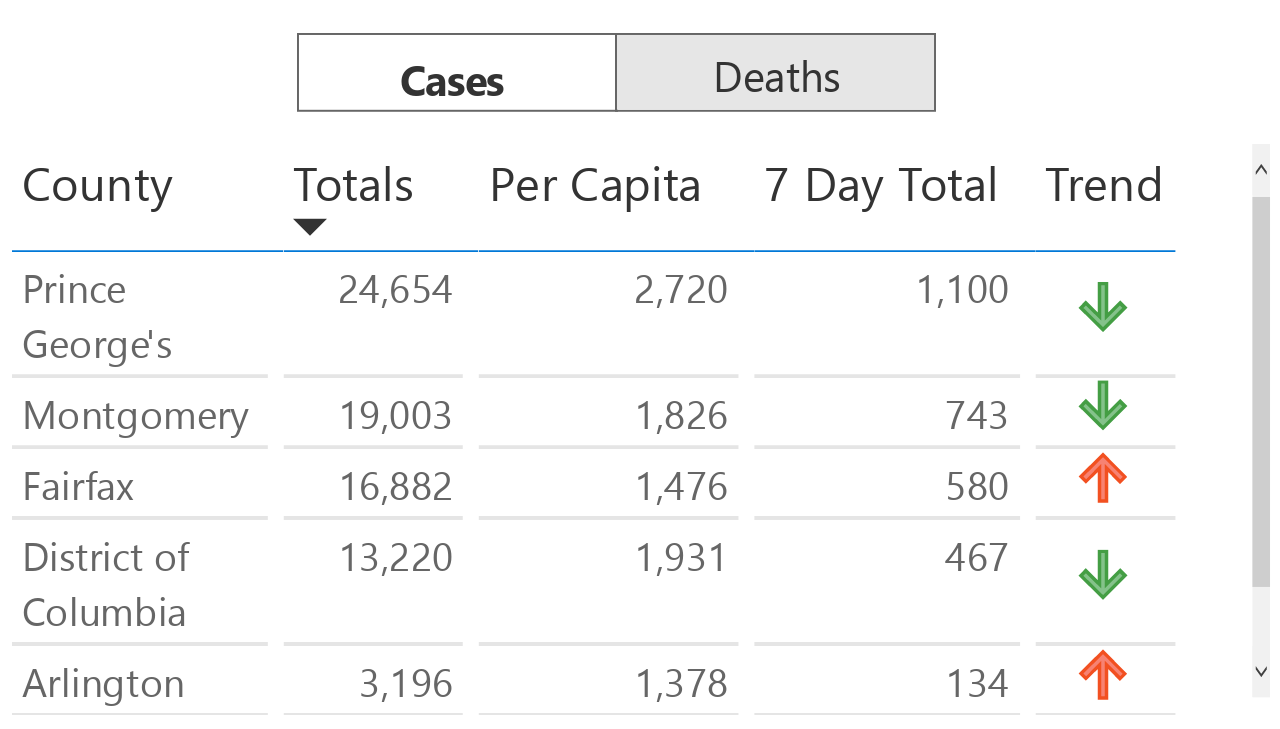 Cases Deaths
County Totals Per Capita 7 Day Total Trend
Prince George's 24,654 2,720 1,100
Montgomery 19,003 1,826 743
Fairfax 16,882 1,476 580
District of Columbia 13,220 1,931 467
Arlington 3,196 1,378 134